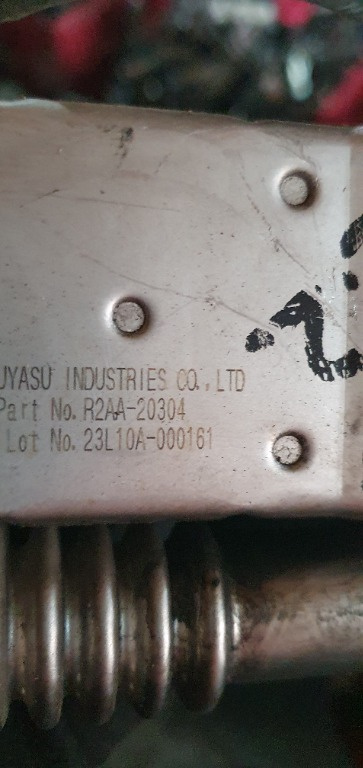 UYASU INDUSTRIES CO.,LTD
Part No. R2AA-20304
Lot No. 23L10A-000161